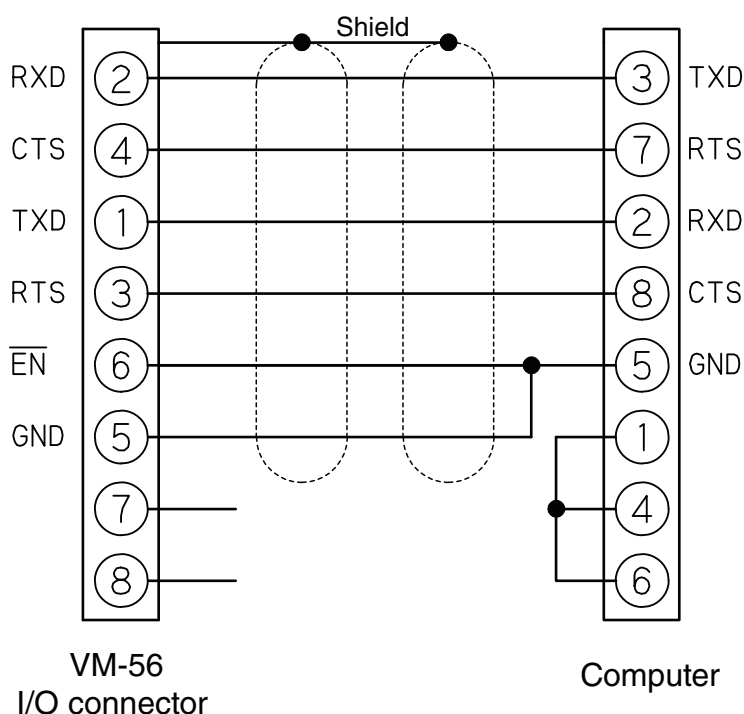 Shield
RXD 2 3 TXD
CTS 4 7 RTS
TXD 1 2 RXD
RTS 3 8 CTS
E̅N̅ 6 5 GND
GND 5 1
7 4
8 6
VM-56
I/O connector
Computer